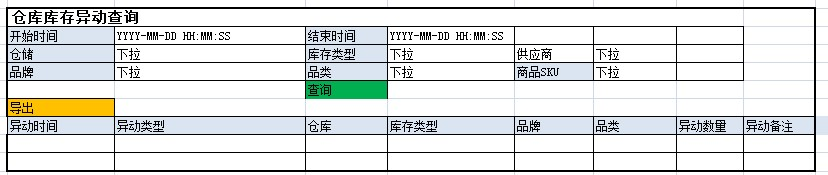 仓库库存异动查询
开始时间 YYYY-MM-DD HH:MM:SS 结束时间 YYYY-MM-DD HH:MM:SS
仓储 下拉 库存类型 下拉 供应商 下拉
品牌 下拉 品类 下拉 商品SKU 下拉
查询
导出
异动时间 异动类型 仓库 库存类型 品牌 品类 异动数量 异动备注